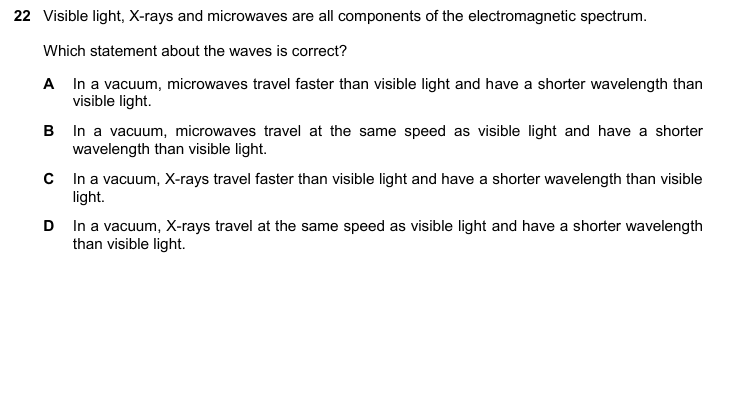 22 Visible light, X-rays and microwaves are all components of the electromagnetic spectrum.
Which statement about the waves is correct?
A In a vacuum, microwaves travel faster than visible light and have a shorter wavelength than
visible light.
B In a vacuum, microwaves travel at the same speed as visible light and have a shorter
wavelength than visible light.
C In a vacuum, X-rays travel faster than visible light and have a shorter wavelength than visible
light.
D In a vacuum, X-rays travel at the same speed as visible light and have a shorter wavelength
than visible light.